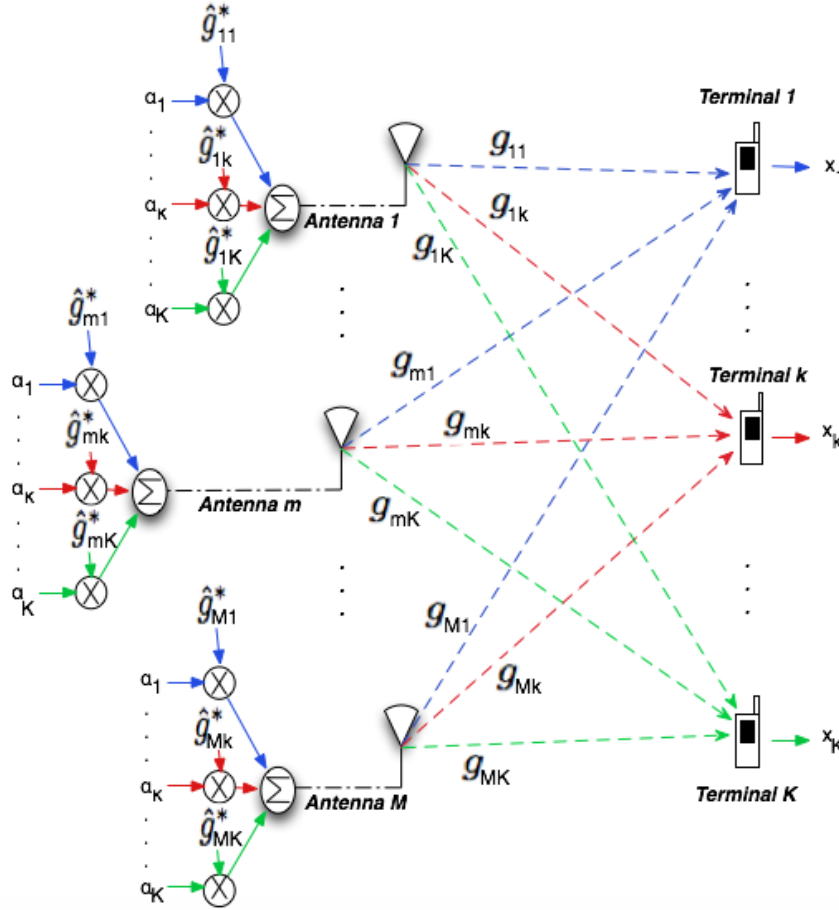 ĝ*11
α1
ĝ*1k
αK
ĝ*1K
αK
Antenna 1
g11
g1k
g1K
Terminal 1
x1
ĝ*m1
α1
ĝ*mk
αK
ĝ*mK
αK
Antenna m
gm1
gmk
gmK
Terminal k
xk
ĝ*M1
α1
ĝ*Mk
αK
ĝ*MK
αK
Antenna M
gM1
gMk
gMK
xK
Terminal K